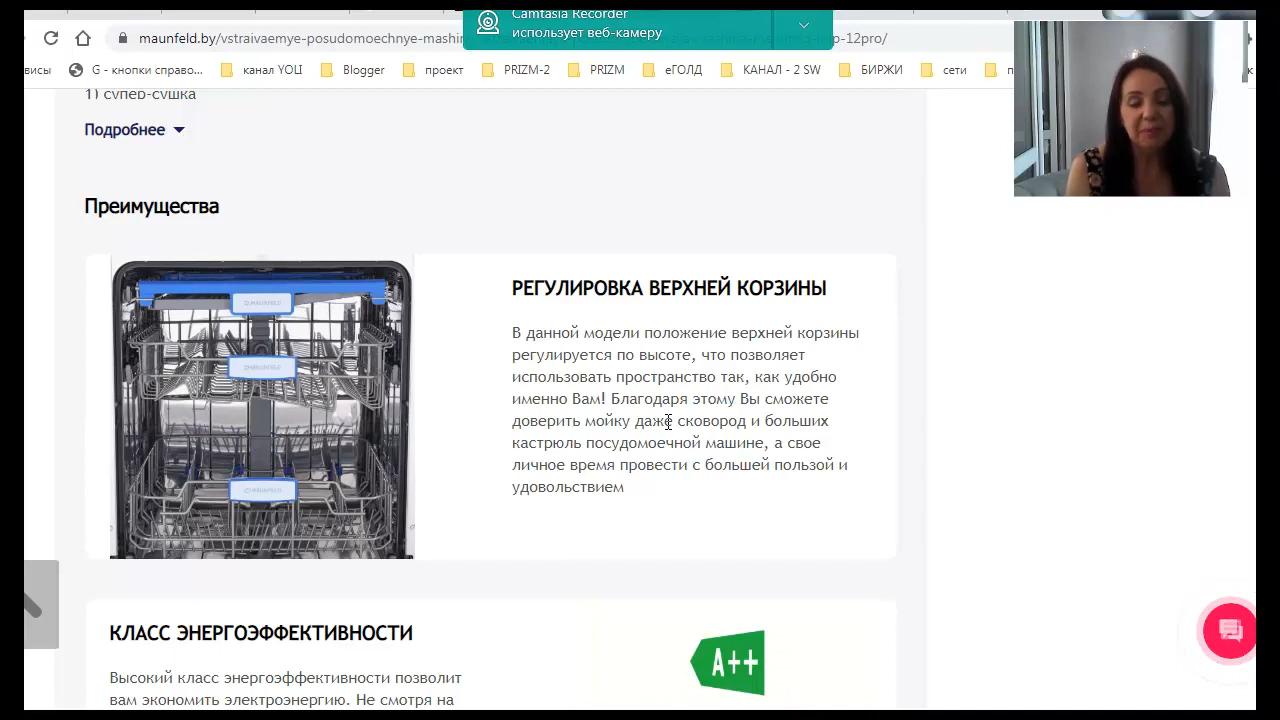 Camtasia Recorder
использует веб-камеру
maunfeld.by/vstraivaemye-posudomoechnye-mashin
-12pro/
висы
G - кнопки справо...
канал YOLI
Blogger
проект
PRIZM-2
PRIZM
еГОЛД
КАНАЛ - 2 SW
БИРЖИ
сети
1) супер-сушка
Подробнее
Преимущества
MAUNFELD
MAUNFELD
MAUNFELD
РЕГУЛИРОВКА ВЕРХНЕЙ КОРЗИНЫ
В данной модели положение верхней корзины
регулируется по высоте, что позволяет
использовать пространство так, как удобно
именно Вам! Благодаря этому Вы сможете
доверить мойку даже сковород и больших
кастрюль посудомоечной машине, а свое
личное время провести с большей пользой и
удовольствием
КЛАСС ЭНЕРГОЭФФЕКТИВНОСТИ
Высокий класс энергоэффективности позволит
вам экономить электроэнергию. Не смотря на
A++